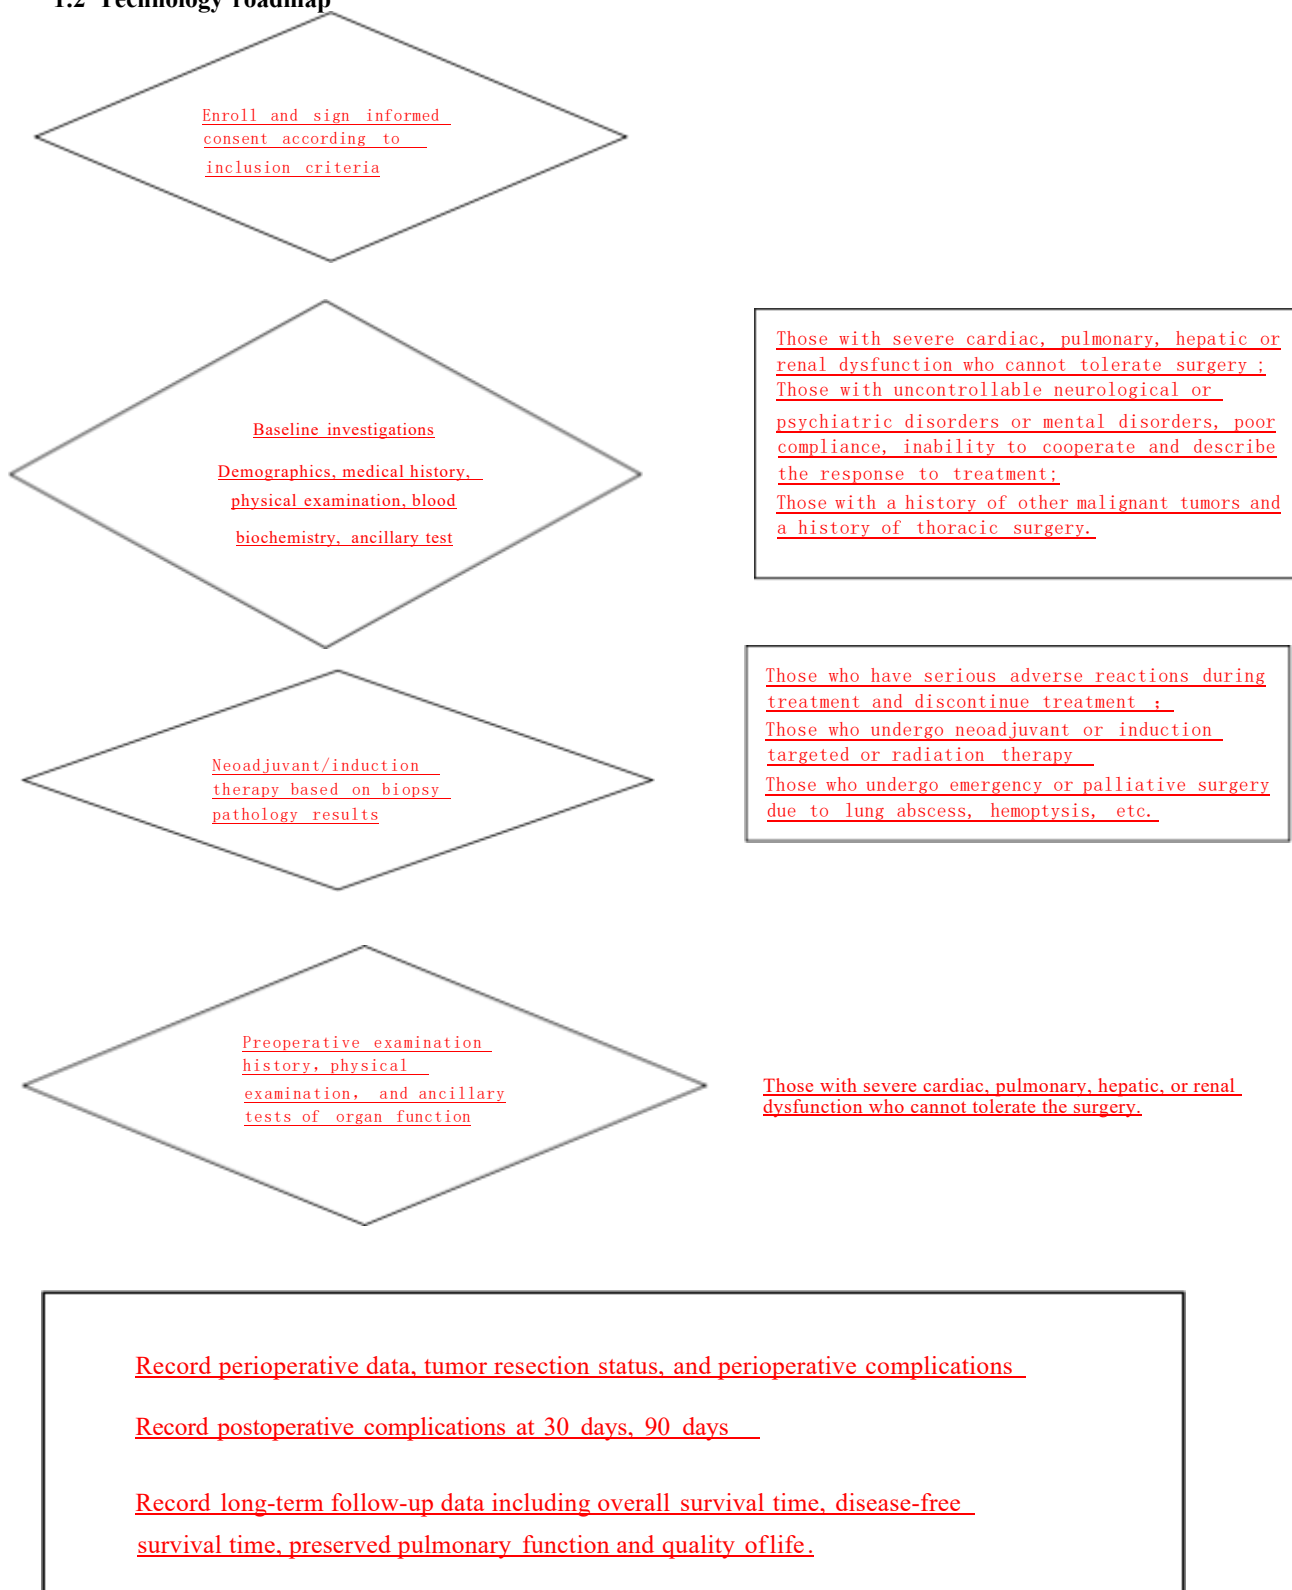 1.2 Technology roadmap
Enroll and sign informed
consent according to
inclusion criteria
Baseline investigations
Demographics, medical history,
physical examination, blood
biochemistry, ancillary test
Those with severe cardiac, pulmonary, hepatic or
renal dysfunction who cannot tolerate surgery ;
Those with uncontrollable neurological or
psychiatric disorders or mental disorders, poor
compliance, inability to cooperate and describe
the response to treatment;
Those with a history of other malignant tumors and
a history of thoracic surgery.
Neoadjuvant/induction
therapy based on biopsy
pathology results
Those who have serious adverse reactions during
treatment and discontinue treatment ;
Those who undergo neoadjuvant or induction
targeted or radiation therapy
Those who undergo emergency or palliative surgery
due to lung abscess, hemoptysis, etc.
Preoperative examination
history, physical
examination, and ancillary
tests of organ function
Those with severe cardiac, pulmonary, hepatic, or renal
dysfunction who cannot tolerate the surgery.
Record perioperative data, tumor resection status, and perioperative complications
Record postoperative complications at 30 days, 90 days
Record long-term follow-up data including overall survival time, disease-free
survival time, preserved pulmonary function and quality of life.